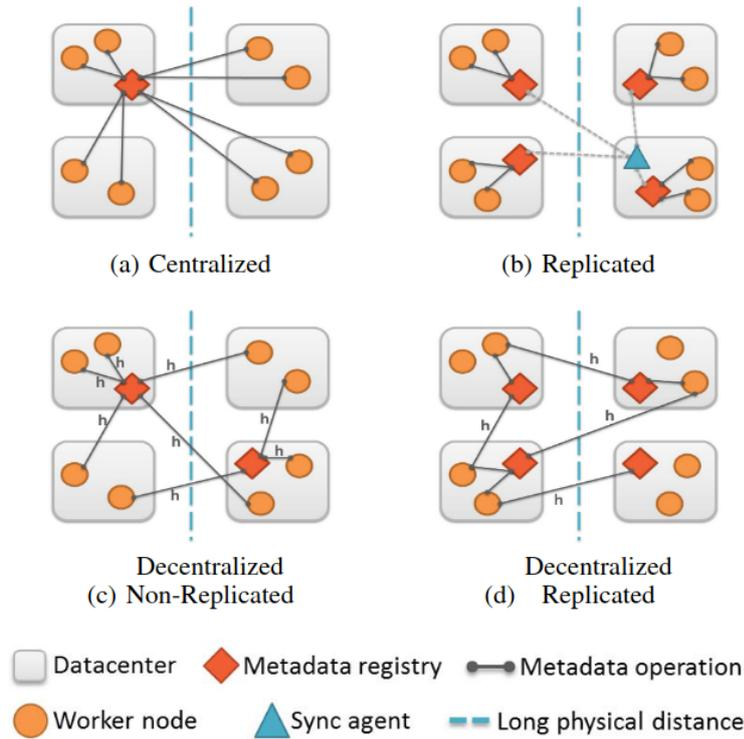 (a) Centralized
(b) Replicated
h
h
h
h
h
h
h
h
h
h
h
Decentralized
(c) Non-Replicated
Decentralized
(d) Replicated
Datacenter
Metadata registry
Metadata operation
Worker node
Sync agent
Long physical distance